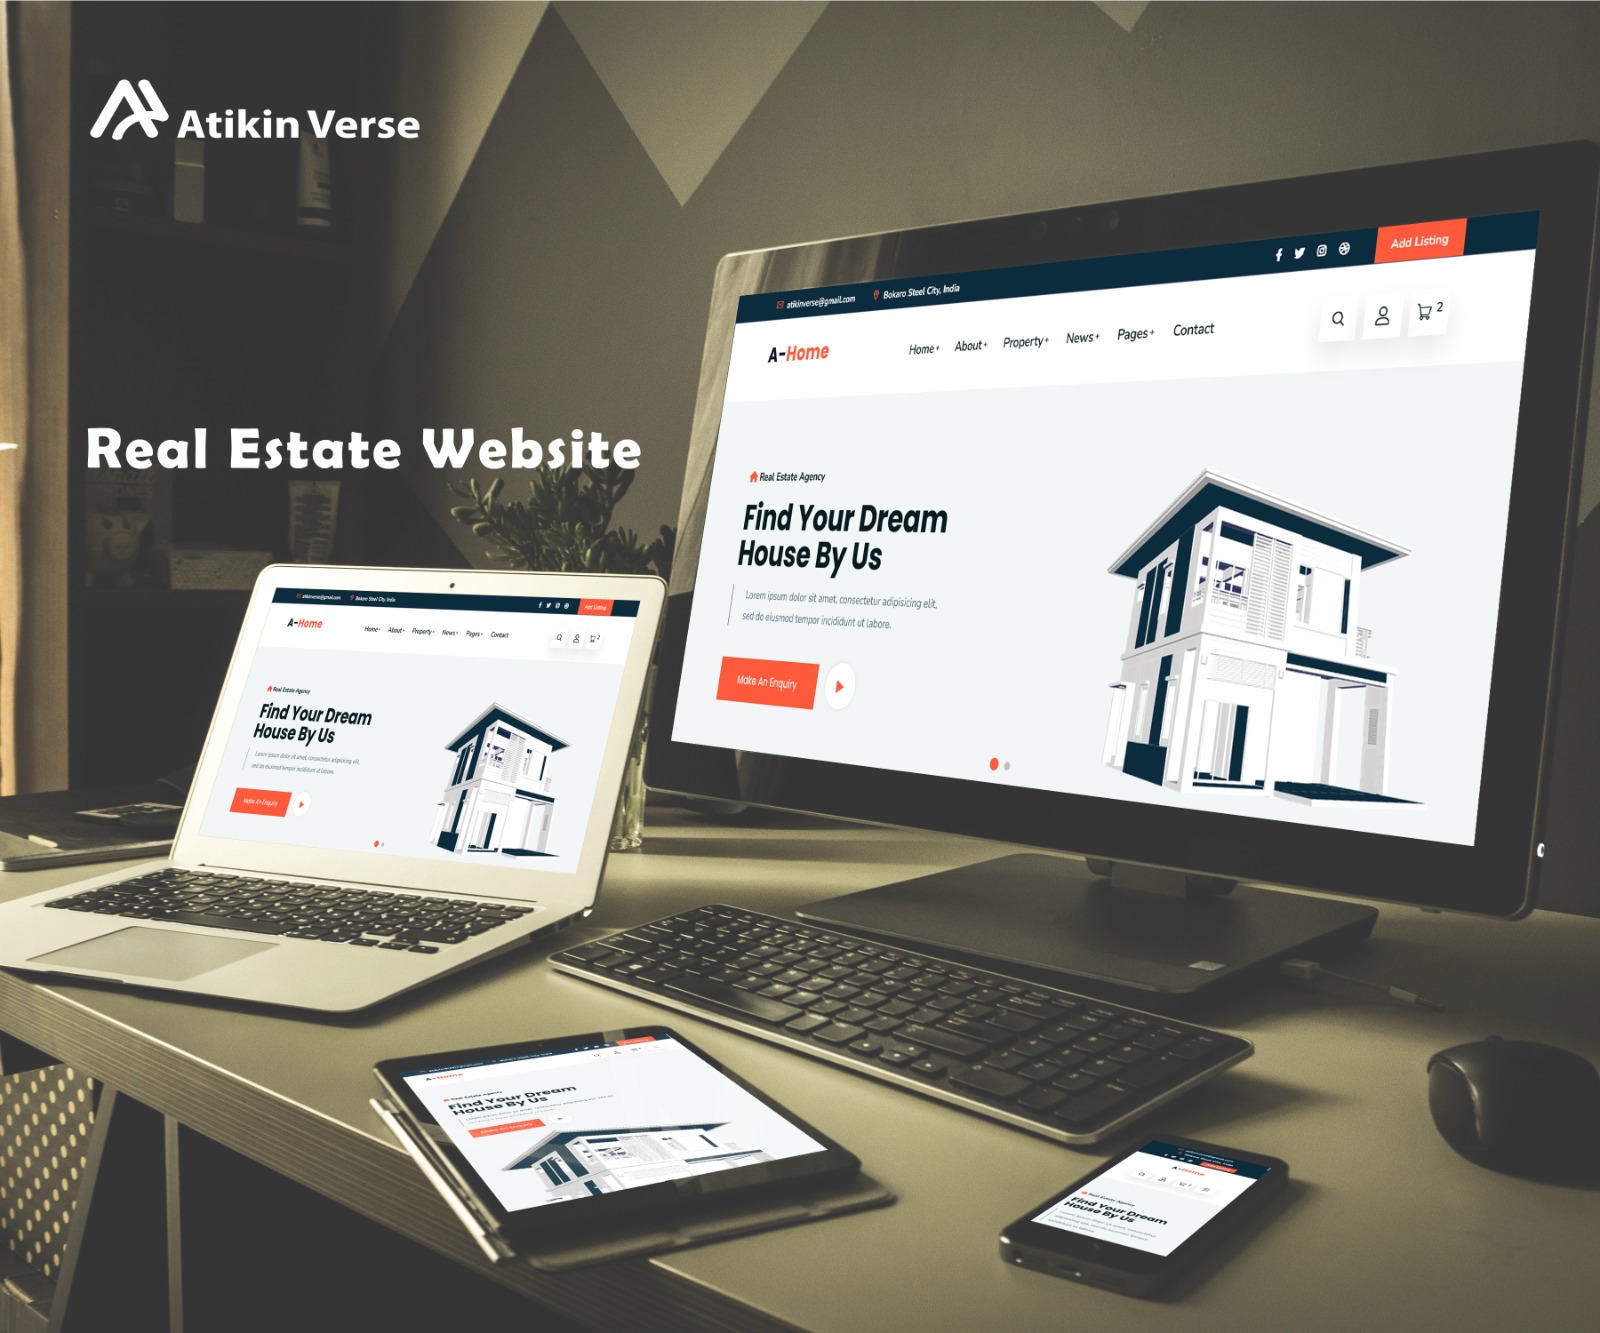 Atikin Verse
Real Estate Website
atikinverse@gmail.com Bokaro Steel City, India
Add Listing
A-Home
Home+ About+ Property+ News+ Pages+ Contact
2
Real Estate Agency
Find Your Dream
House By Us
Lorem ipsum dolor sit amet, consectetur adipisicing elit,
sed do eiusmod tempor incididunt ut labore.
Make An Enquiry
atikinverse@gmail.com Bokaro Steel City, India
Add Listing
A-Home
Home+ About+ Property+ News+ Pages+ Contact
2
Real Estate Agency
Find Your Dream
House By Us
Lorem ipsum dolor sit amet, consectetur adipisicing elit,
sed do eiusmod tempor incididunt ut labore.
Make An Enquiry
A-Home
Real Estate Agency
Find Your Dream
House By Us
Make An Enquiry
A-Home
Real Estate Agency
Find Your Dream
House By Us